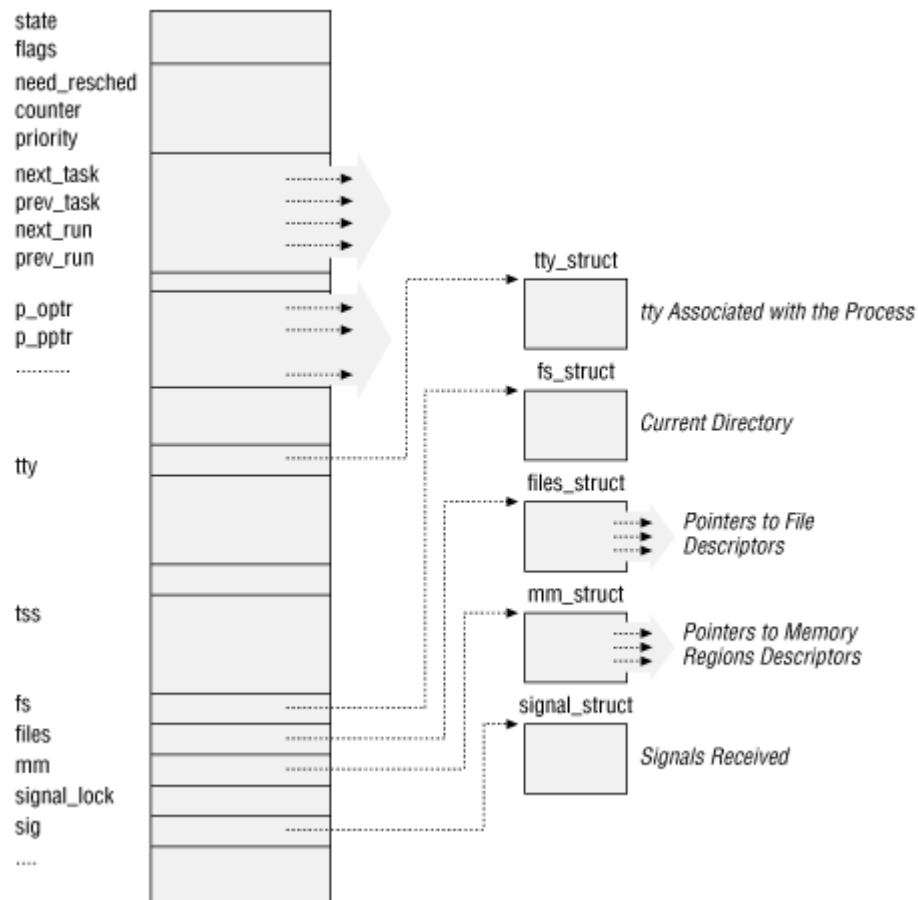 state
flags
need_resched
counter
priority
next_task
prev_task
next_run
prev_run
p_optr
p_pptr
..........
tty
tss
fs
files
mm
signal_lock
sig
....
tty_struct
tty Associated with the Process
fs_struct
Current Directory
files_struct
Pointers to File
Descriptors
mm_struct
Pointers to Memory
Regions Descriptors
signal_struct
Signals Received